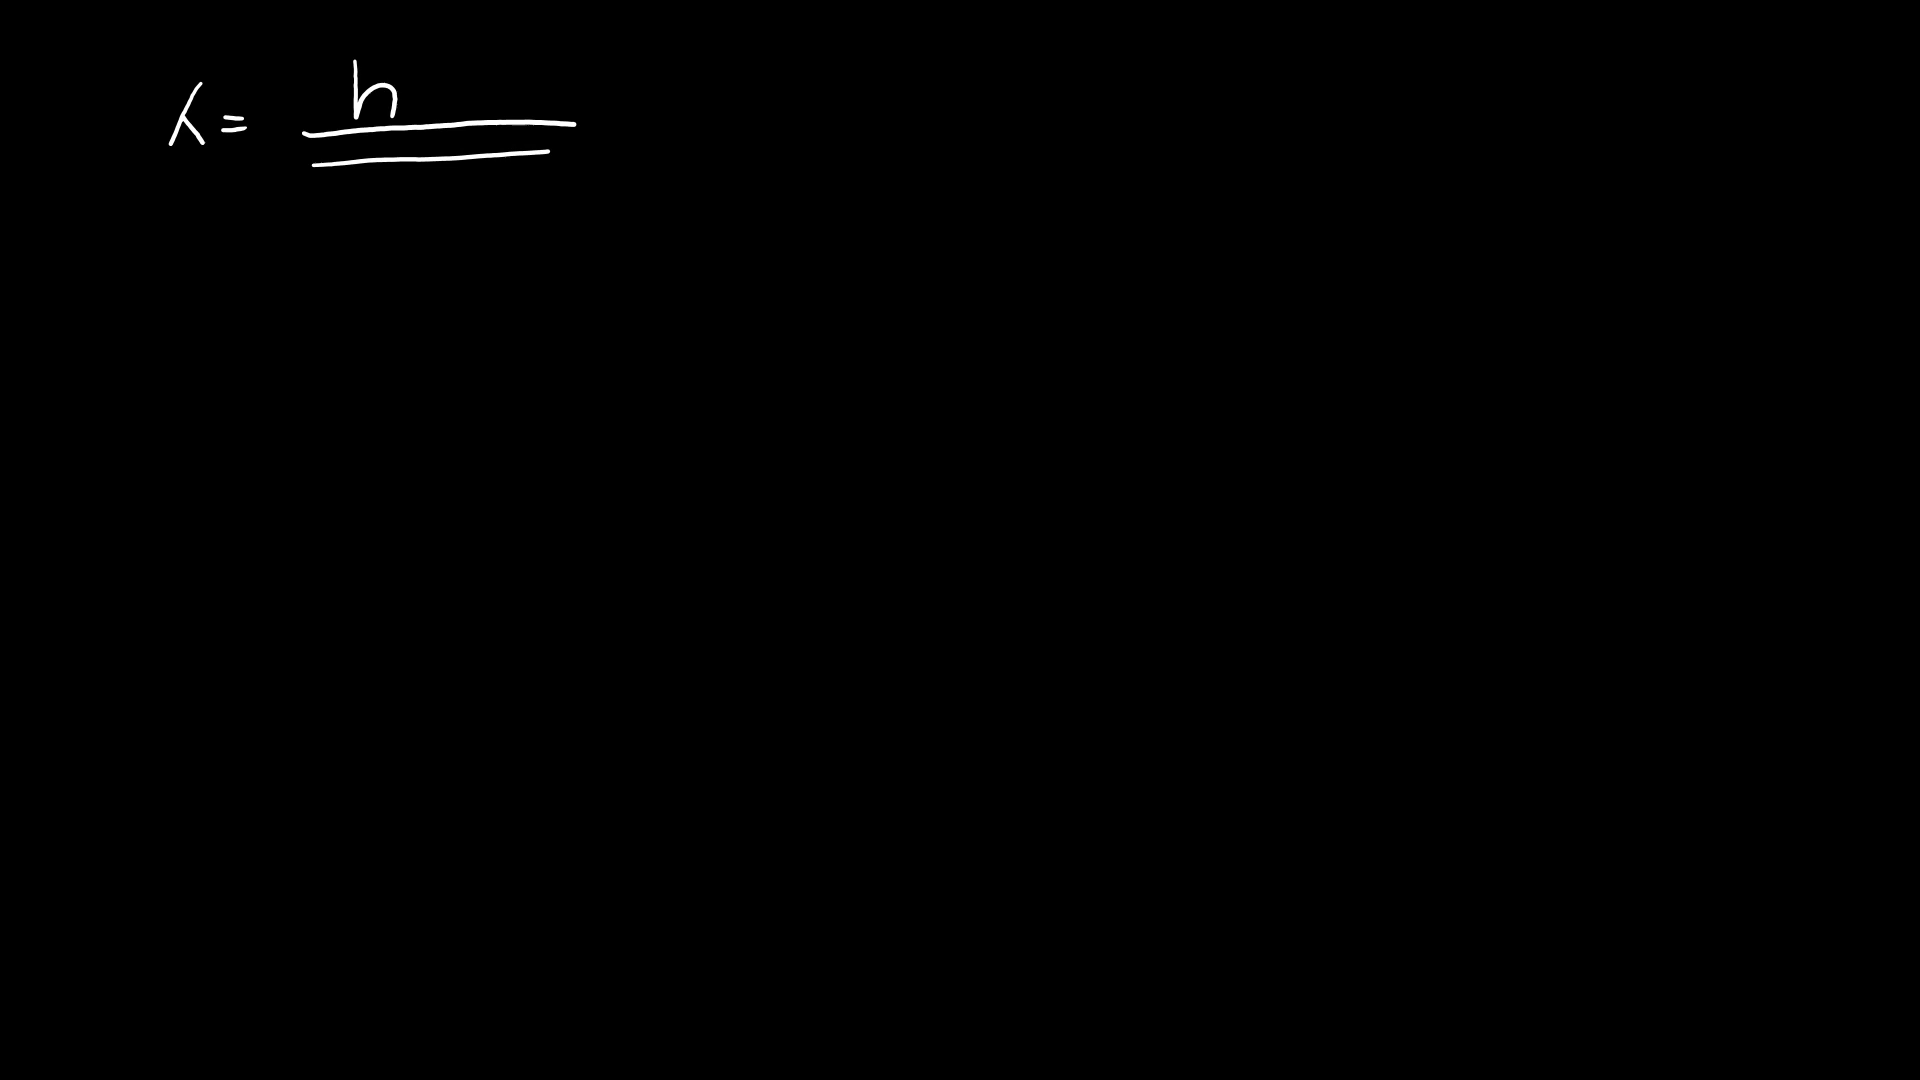 λ = h